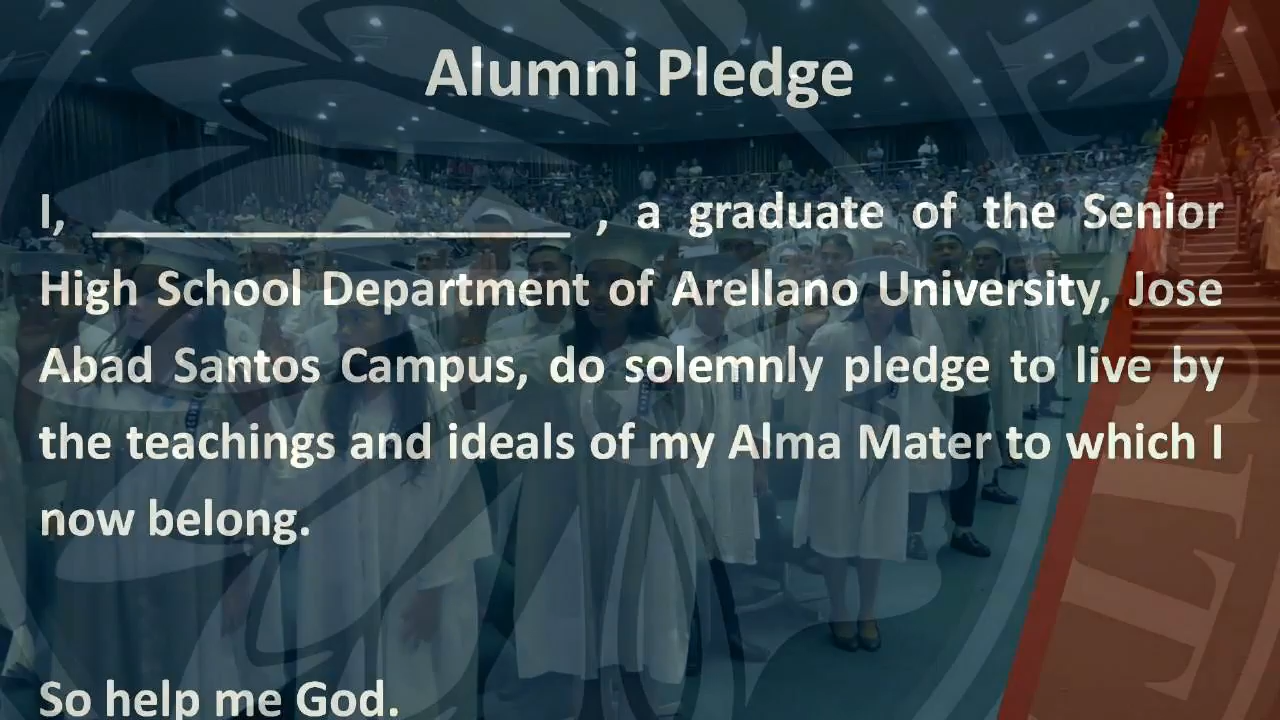 Alumni Pledge
I, ____________________ , a graduate of the Senior
High School Department of Arellano University, Jose
Abad Santos Campus, do solemnly pledge to live by
the teachings and ideals of my Alma Mater to which I
now belong.
So help me God.